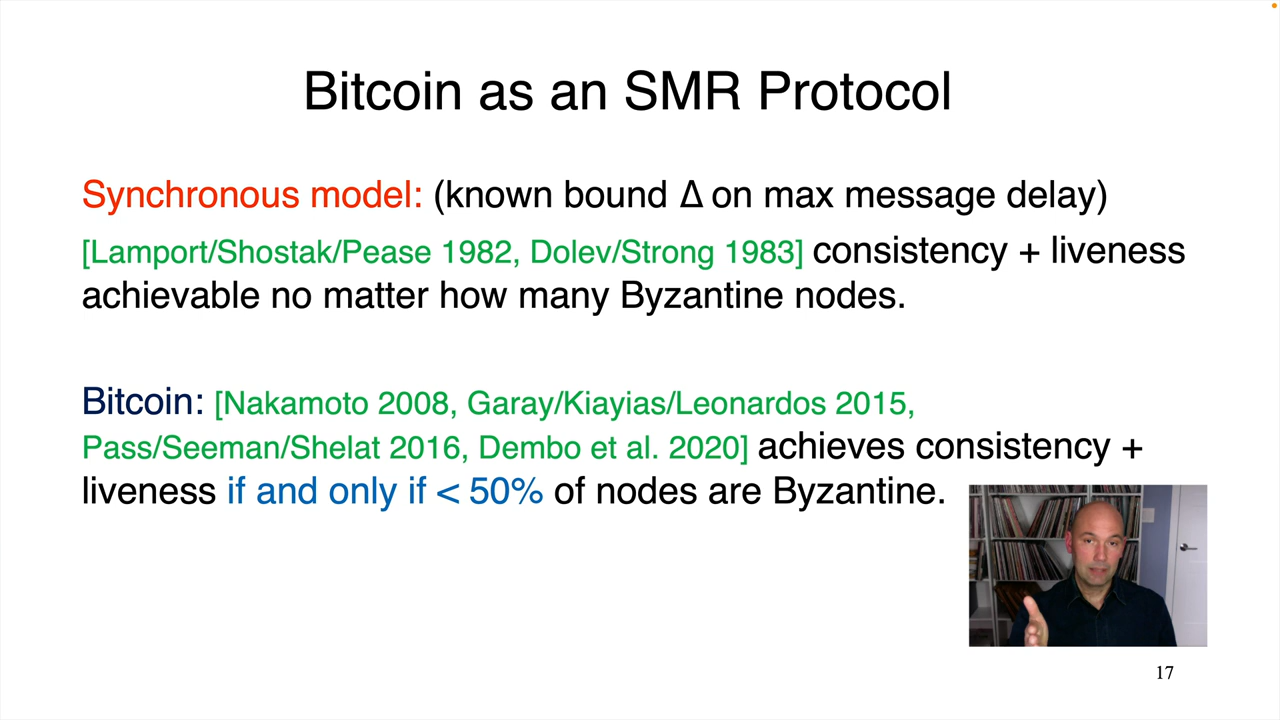 Bitcoin as an SMR Protocol
Synchronous model: (known bound Δ on max message delay)
[Lamport/Shostak/Pease 1982, Dolev/Strong 1983] consistency + liveness
achievable no matter how many Byzantine nodes.
Bitcoin: [Nakamoto 2008, Garay/Kiayias/Leonardos 2015,
Pass/Seeman/Shelat 2016, Dembo et al. 2020] achieves consistency +
liveness if and only if < 50% of nodes are Byzantine.
17